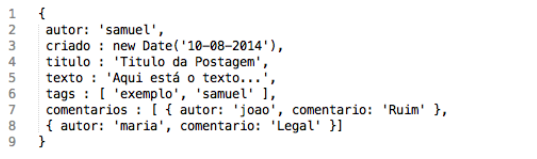 1 {
2 autor: 'samuel',
3 criado : new Date('10-08-2014'),
4 titulo : 'Titulo da Postagem',
5 texto : 'Aqui está o texto...',
6 tags : [ 'exemplo', 'samuel' ],
7 comentarios : [ { autor: 'joao', comentario: 'Ruim' },
8 { autor: 'maria', comentario: 'Legal' }]
9 }